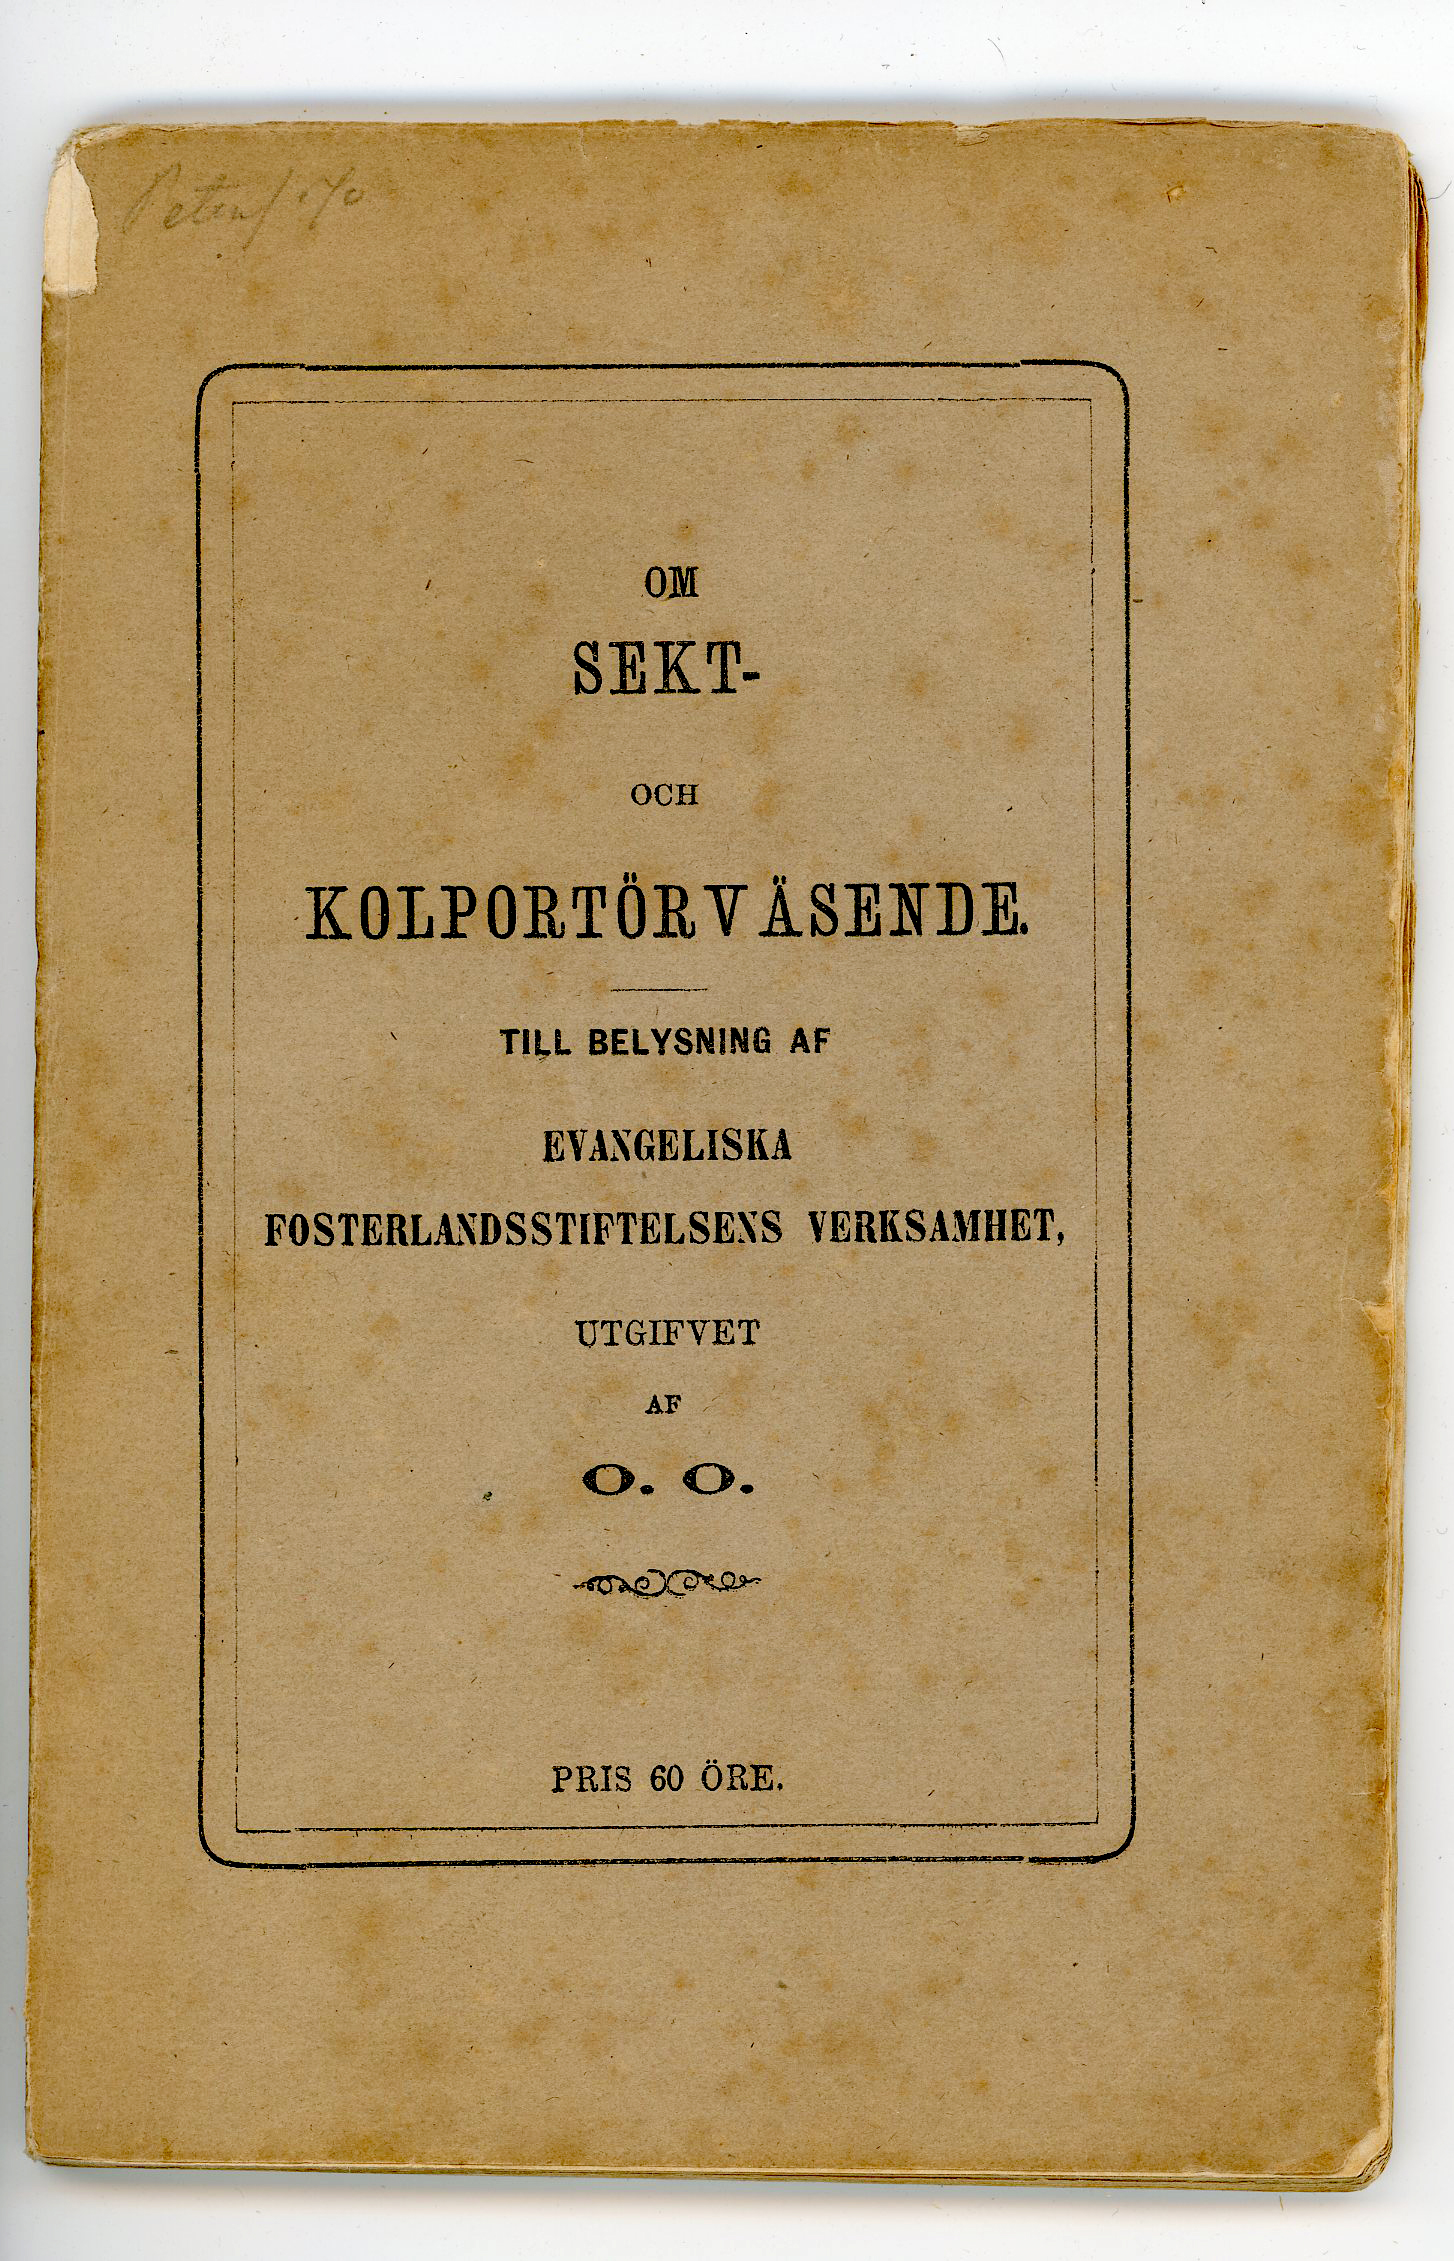 OM
SEKT-
OCH
KOLPORTÖRVÄSENDE.
TILL BELYSNING AF
EVANGELISKA
FOSTERLANDSSTIFTELSENS VERKSAMHET,
UTGIFVET
AF
O. O.
PRIS 60 ÖRE.